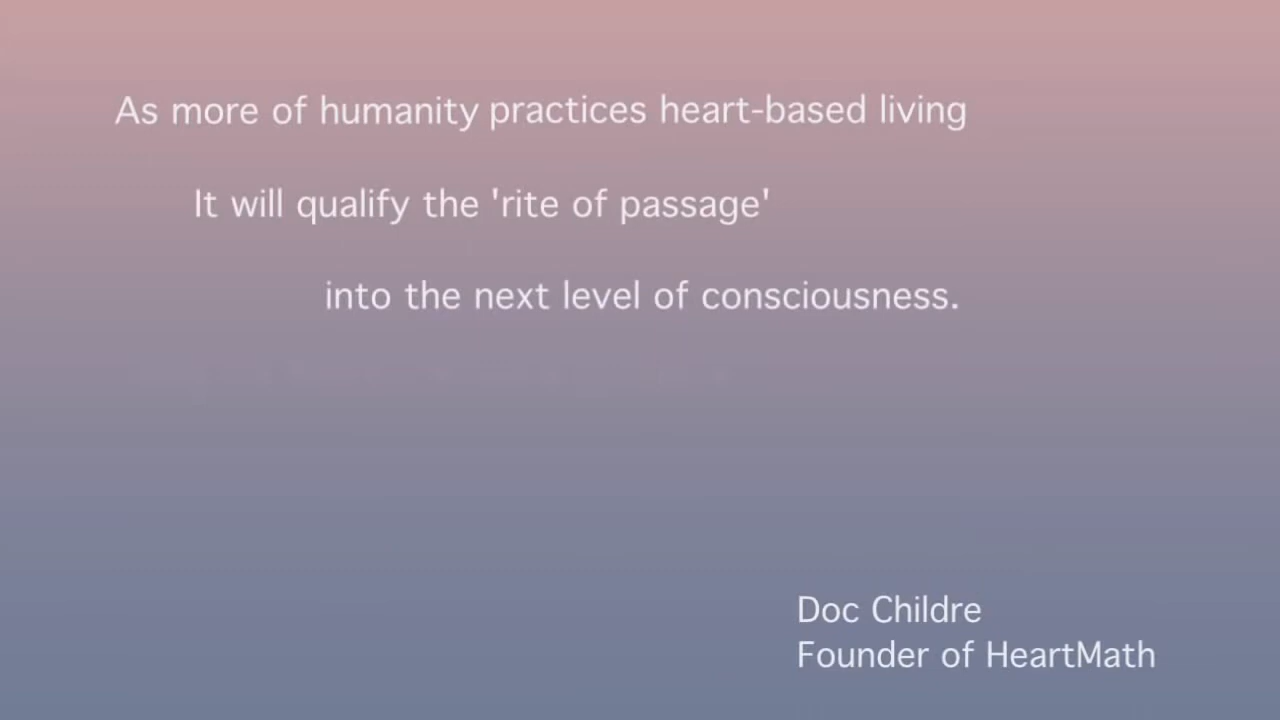 As more of humanity practices heart-based living
It will qualify the 'rite of passage'
into the next level of consciousness.
Doc Childre
Founder of HeartMath